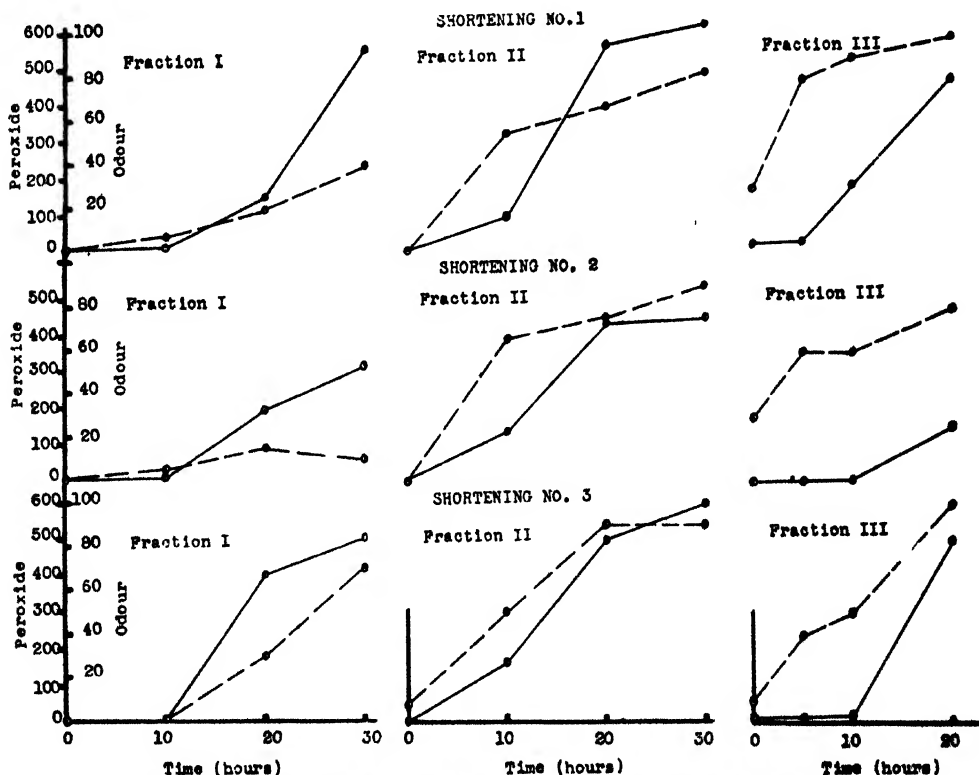 SHORTENING NO.1
Fraction I
Fraction II
Fraction III
600
500
400
300
200
100
0
Peroxide
100
80
60
40
20
Odour
SHORTENING NO. 2
Fraction I
Fraction II
Fraction III
500
400
300
200
100
0
Peroxide
80
60
40
20
Odour
SHORTENING NO. 3
Fraction I
Fraction II
Fraction III
600
500
400
300
200
100
0
Peroxide
100
80
60
40
20
Odour
0 10 20 30 0 10 20 30 0 10 20
Time (hours) Time (hours) Time (hours)